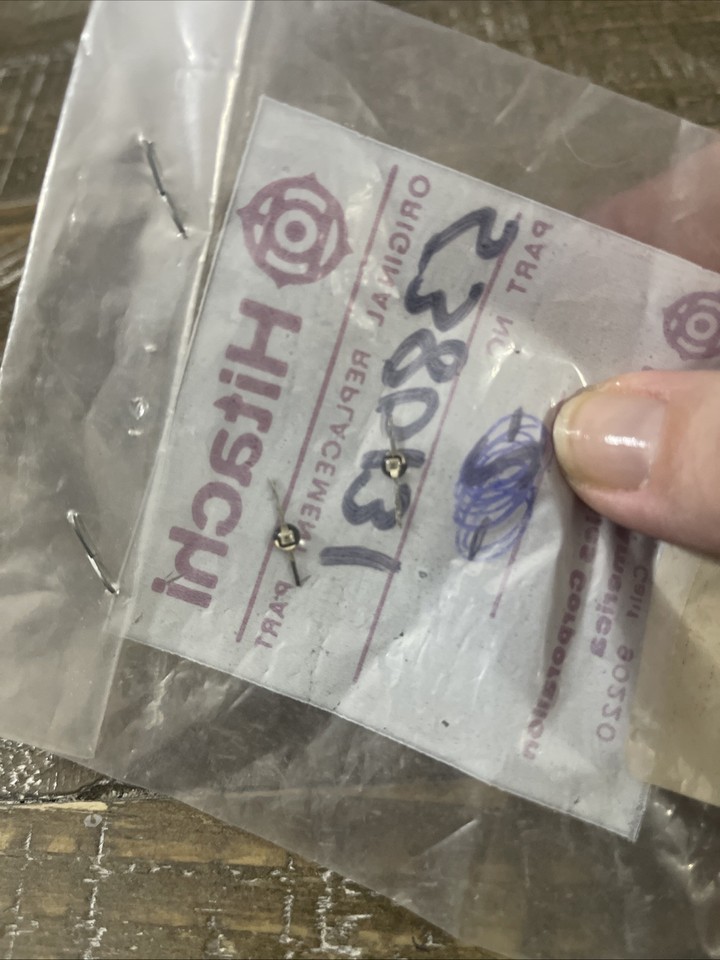 Hitachi
ORIGINAL REPLACEMENT PART
2380131
PART NO
America Corporation
Calif 90220